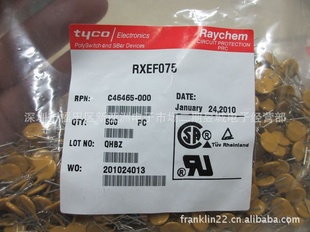 tyco Electronics
PolySwitch and SiBar Devices
Raychem
CIRCUIT PROTECTION
PRC
RXEF075
RPN: C46465-000
DATE:
January 24,2010
QTY: 500 PC
LOT NO: QHBZ
WO: 201024013
TÜV Rheinland
franklin22.cn.alibaba.com